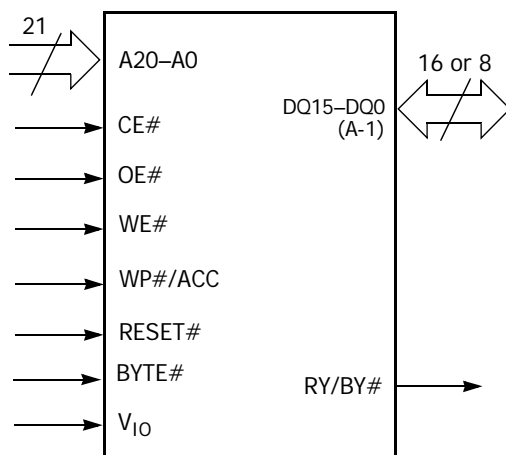 21
A20–A0
16 or 8
DQ15–DQ0
(A-1)
CE#
OE#
WE#
WP#/ACC
RESET#
BYTE#
RY/BY#
VIO